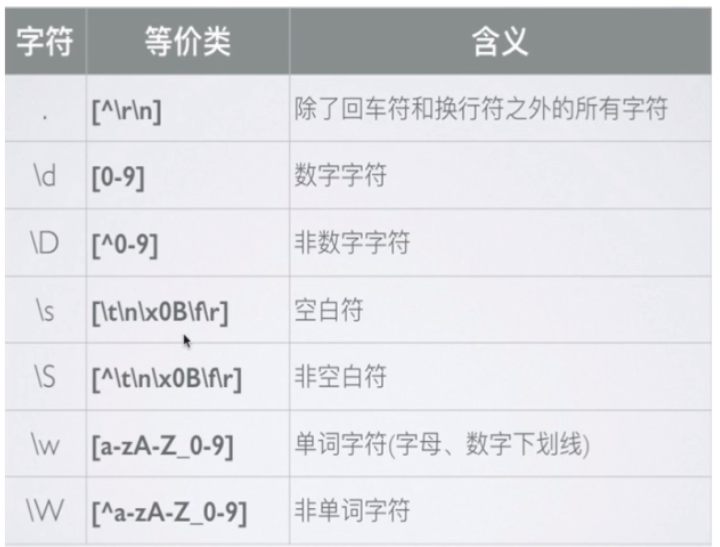 字符 等价类 含义
. [^\r\n] 除了回车符和换行符之外的所有字符
\d [0-9] 数字字符
\D [^0-9] 非数字字符
\s [\t\n\x0B\f\r] 空白符
\S [^\t\n\x0B\f\r] 非空白符
\w [a-zA-Z_0-9] 单词字符(字母、数字下划线)
\W [^a-zA-Z_0-9] 非单词字符